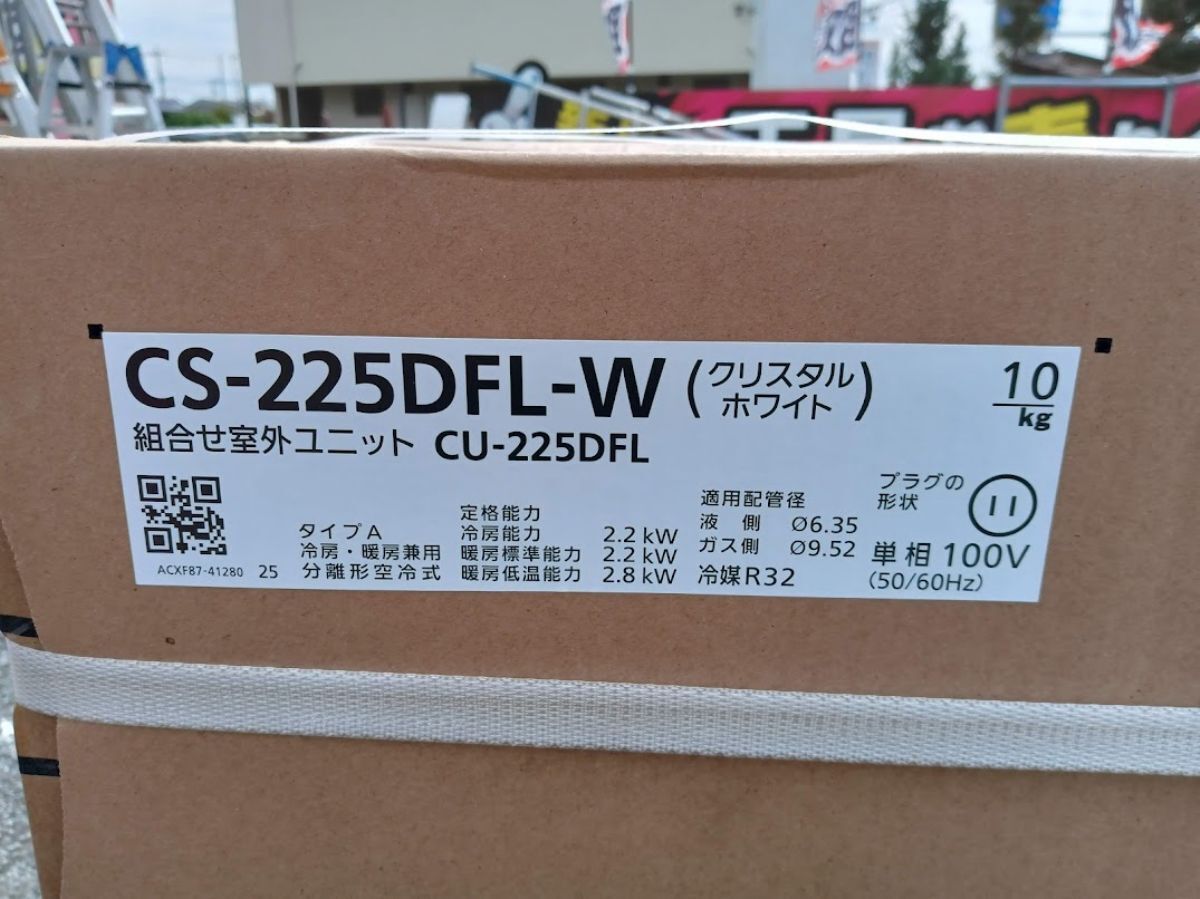 CS-225DFL-W (クリスタル
ホワイト)
10
kg
組合せ室外ユニット CU-225DFL
タイプA
冷房・暖房兼用
分離形空冷式
定格能力
冷房能力 2.2 kW
暖房標準能力 2.2 kW
暖房低温能力 2.8 kW
適用配管径
液側 Ø6.35
ガス側 Ø9.52
冷媒R32
プラグの
形状
単相100V
(50/60Hz)
ACXF87-41280 25